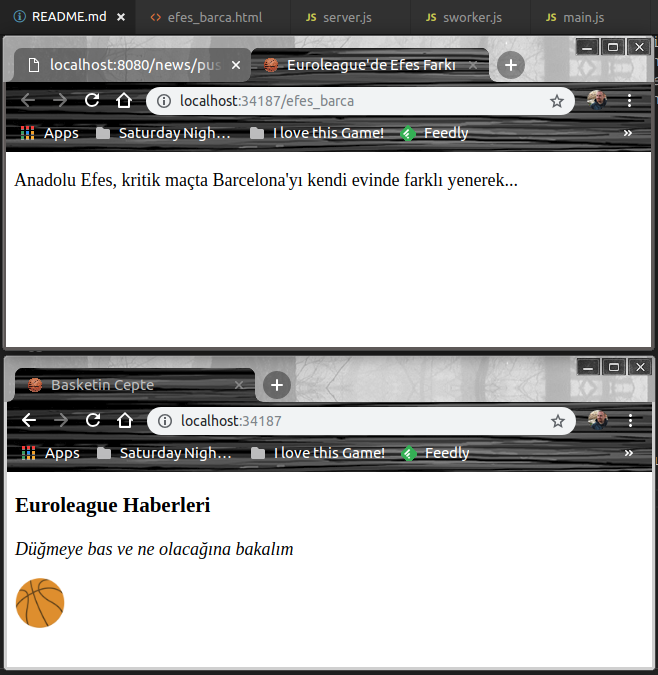 README.md efes_barca.html JS server.js JS sworker.js JS main.js
localhost:8080/news/pus Euroleague'de Efes Farkı
localhost:34187/efes_barca
Apps Saturday Nigh... I love this Game! Feedly »
Anadolu Efes, kritik maçta Barcelona'yı kendi evinde farklı yenerek...
Basketin Cepte
localhost:34187
Apps Saturday Nigh... I love this Game! Feedly »
Euroleague Haberleri
Düğmeye bas ve ne olacağına bakalım